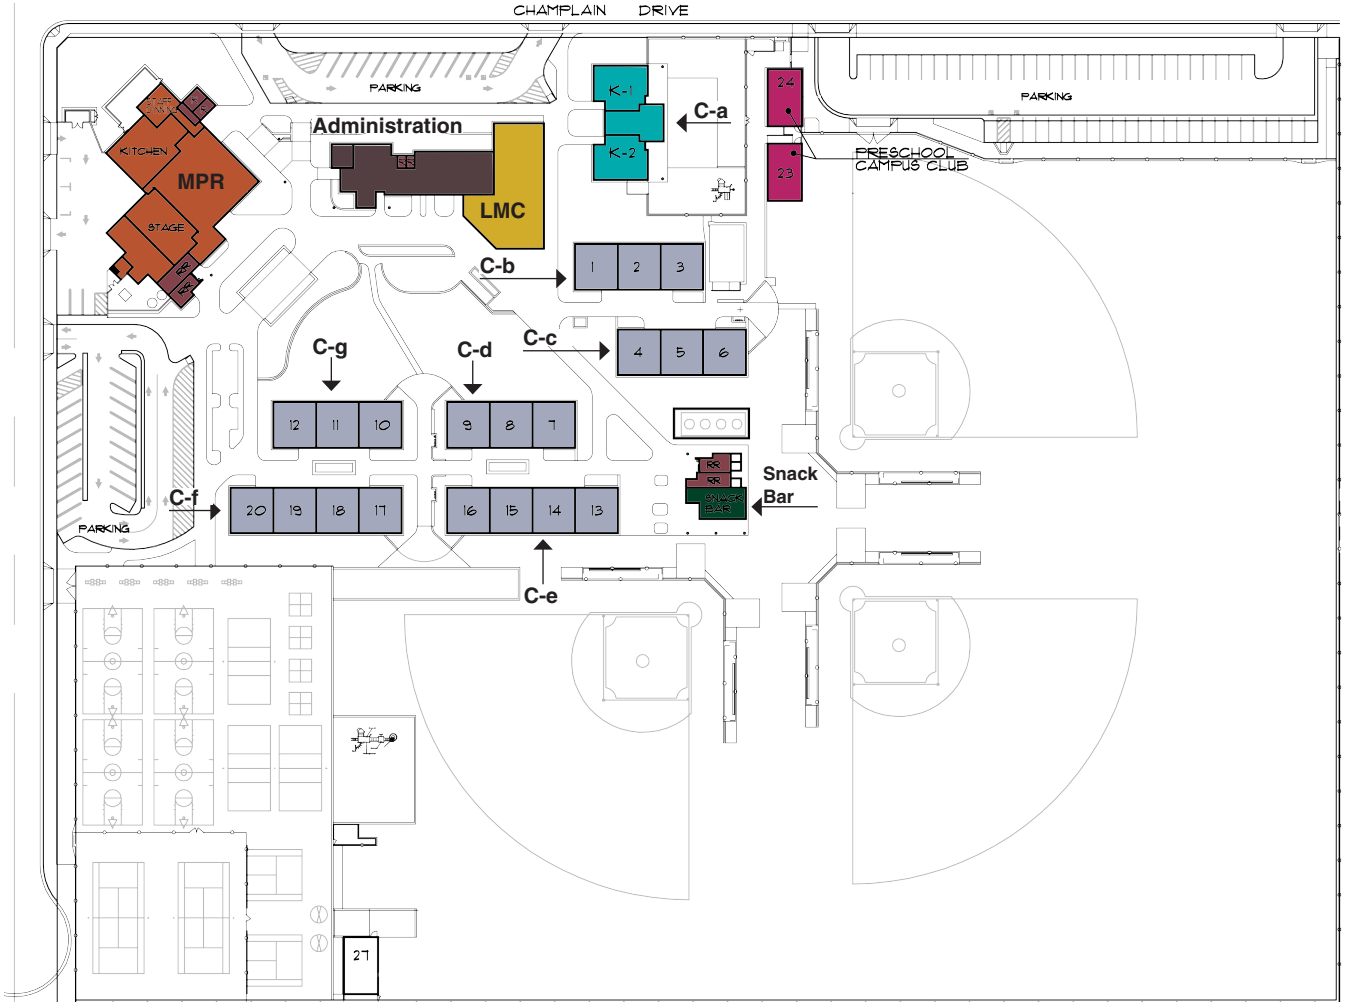 CHAMPLAIN DRIVE
PARKING
PARKING
Administration
K-1
K-2
C-a
24
23
PRESCHOOL
CAMPUS CLUB
KITCHEN
MPR
STAGE
RR
RR
LMC
C-b
1 2 3
C-c
4 5 6
C-g
C-d
12 11 10
9 8 7
C-f
20 19 18 17
16 15 14 13
C-e
RR
RR
SNACK
BAR
Snack
Bar
PARKING
27